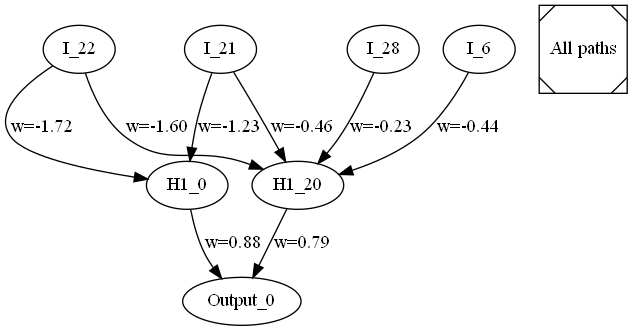 I_22
I_21
I_28
I_6
All paths
w=-1.72
w=-1.60
w=-1.23
w=-0.46
w=-0.23
w=-0.44
H1_0
H1_20
w=0.88
w=0.79
Output_0